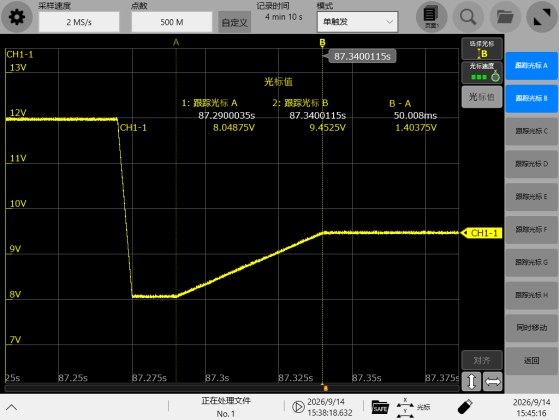 采样速度
2 MS/s
点数
500 M
自定义
记录时间
4 min 10 s
模式
单触发
页面1
A
B
87.3400115s
CH1-1
13V
12V
11V
10V
9V
8V
7V
光标值
1: 跟踪光标 A
2: 跟踪光标 B
B - A
87.2900035s
87.3400115s
50.008ms
CH1-1
8.04875V
9.4525V
1.40375V
CH1-1
25s
87.25s
87.275s
87.3s
87.325s
87.35s
87.375s
选择光标
B
光标速度
光标值
对齐
跟踪光标 A
跟踪光标 B
跟踪光标 C
跟踪光标 D
跟踪光标 E
跟踪光标 F
跟踪光标 G
跟踪光标 H
同时移动
返回
正在处理文件
No. 1
2026/9/14
15:38:18.632
SAFE
X
Y
光标
2026/9/14
15:45:16